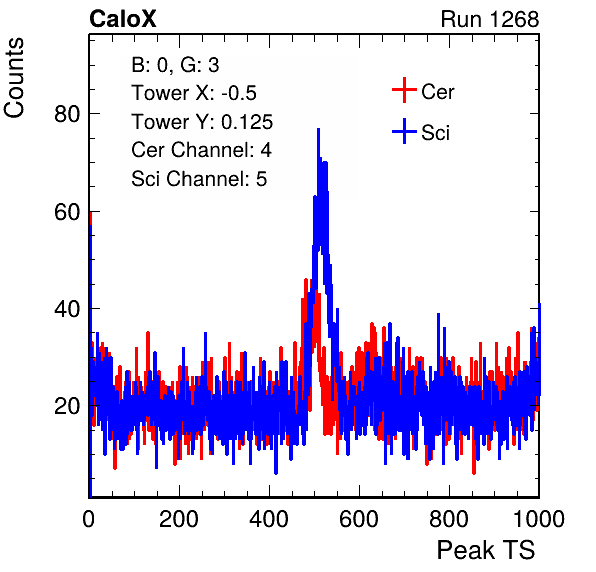 CaloX Run 1268
Counts
B: 0, G: 3
Tower X: -0.5
Tower Y: 0.125
Cer Channel: 4
Sci Channel: 5
Cer
Sci
80
60
40
20
0 200 400 600 800 1000
Peak TS